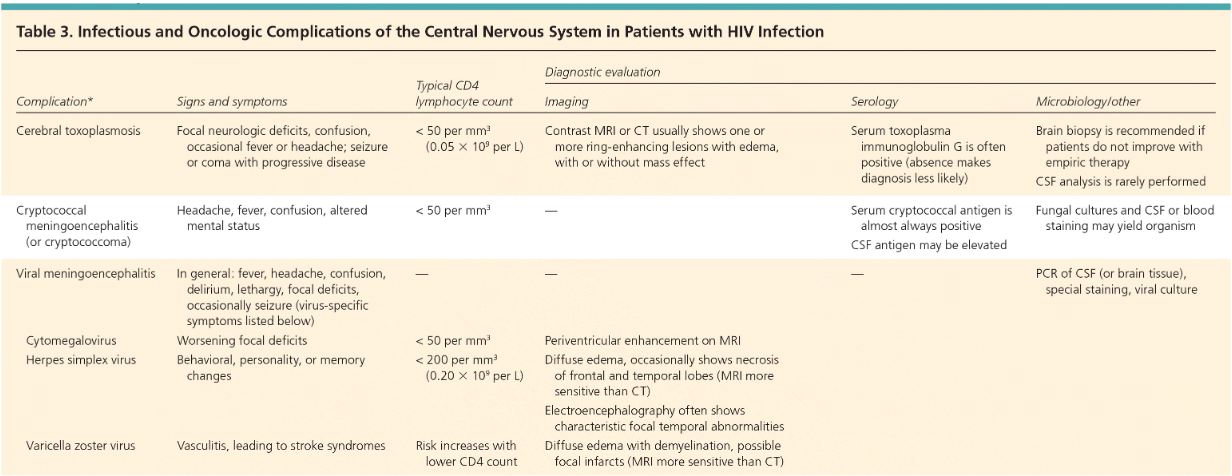 Table 3. Infectious and Oncologic Complications of the Central Nervous System in Patients with HIV Infection
Diagnostic evaluation
Complication*
Signs and symptoms
Typical CD4
lymphocyte count
Imaging
Serology
Microbiology/other
Cerebral toxoplasmosis
Focal neurologic deficits, confusion,
occasional fever or headache; seizure
or coma with progressive disease
< 50 per mm³
(0.05 × 10⁹ per L)
Contrast MRI or CT usually shows one or
more ring-enhancing lesions with edema,
with or without mass effect
Serum toxoplasma
immunoglobulin G is often
positive (absence makes
diagnosis less likely)
Brain biopsy is recommended if
patients do not improve with
empiric therapy
CSF analysis is rarely performed
Cryptococcal
meningoencephalitis
(or cryptococcoma)
Headache, fever, confusion, altered
mental status
< 50 per mm³
—
Serum cryptococcal antigen is
almost always positive
CSF antigen may be elevated
Fungal cultures and CSF or blood
staining may yield organism
Viral meningoencephalitis
In general: fever, headache, confusion,
delirium, lethargy, focal deficits,
occasionally seizure (virus-specific
symptoms listed below)
—
—
—
PCR of CSF (or brain tissue),
special staining, viral culture
Cytomegalovirus
Worsening focal deficits
< 50 per mm³
Periventricular enhancement on MRI
Herpes simplex virus
Behavioral, personality, or memory
changes
< 200 per mm³
(0.20 × 10⁹ per L)
Diffuse edema, occasionally shows necrosis
of frontal and temporal lobes (MRI more
sensitive than CT)
Electroencephalography often shows
characteristic focal temporal abnormalities
Varicella zoster virus
Vasculitis, leading to stroke syndromes
Risk increases with
lower CD4 count
Diffuse edema with demyelination, possible
focal infarcts (MRI more sensitive than CT)